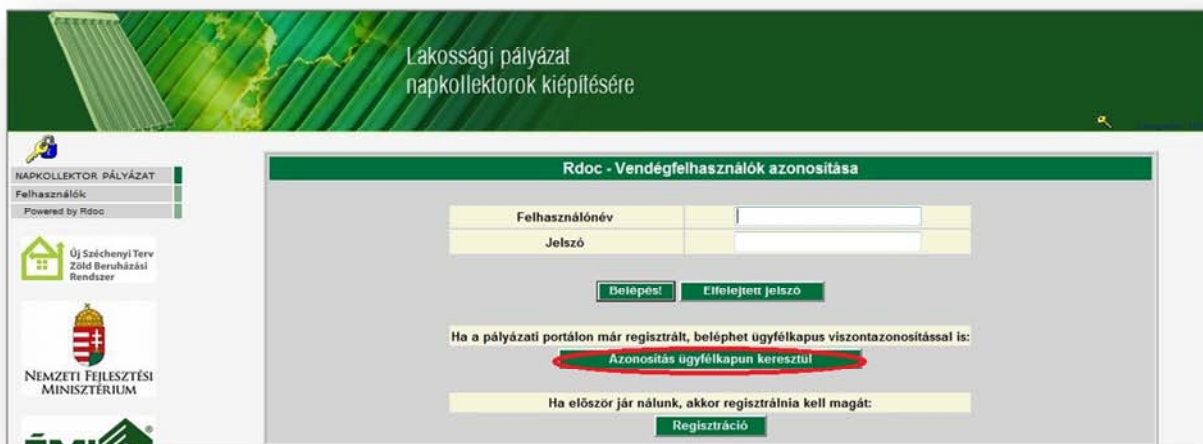 Lakossági pályázat
napkollektorok kiépítésére
NAPKOLLEKTOR PÁLYÁZAT
Felhasználók
Powered by Rdoc
Új Széchenyi Terv
Zöld Beruházási
Rendszer
NEMZETI FEJLESZTÉSI
MINISZTÉRIUM
Rdoc - Vendégfelhasználók azonosítása
Felhasználónév
Jelszó
Belépés!
Elfelejtett jelszó
Ha a pályázati portálon már regisztrált, beléphet ügyfélkapus viszontazonosítással is:
Azonosítás ügyfélkapun keresztül
Ha először jár nálunk, akkor regisztrálnia kell magát:
Regisztráció